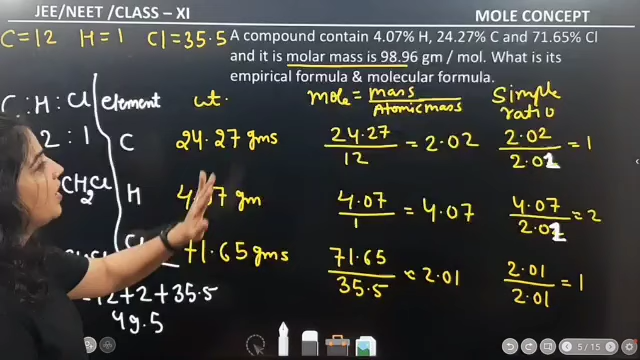 JEE/NEET /CLASS – XI
MOLE CONCEPT
C=12 H=1 Cl=35.5
A compound contain 4.07% H, 24.27% C and 71.65% Cl
and it is molar mass is 98.96 gm / mol. What is its
empirical formula & molecular formula.
C:H:Cl
2:1
CH2Cl
12+2+35.5
49.5
element wt. mole = mass / Atomic mass Simple ratio
C 24.27 gms 24.27/12 = 2.02 2.02/2.02 = 1
H 4.07 gm 4.07/1 = 4.07 4.07/2.02 = 2
71.65 gms 71.65/35.5 = 2.01 2.01/2.01 = 1
5 / 15